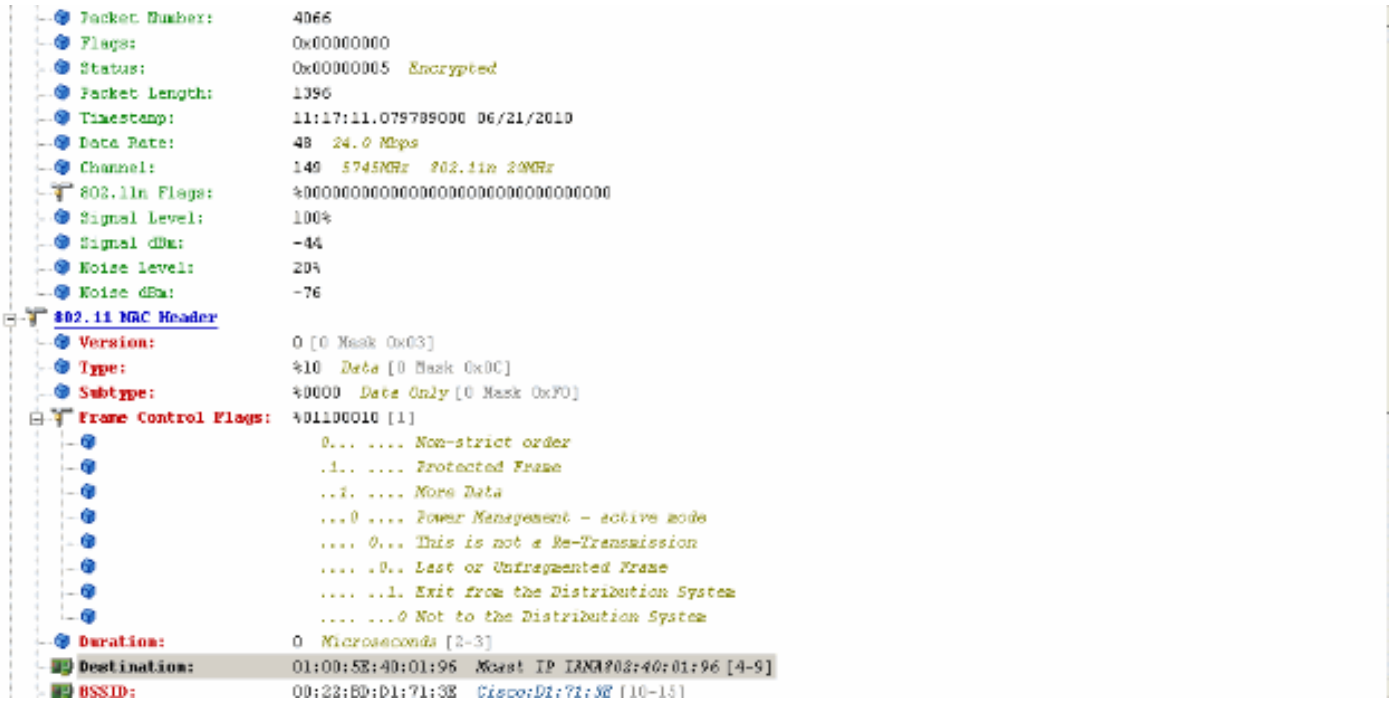 Packet Number: 4066
Flags: 0x00000000
Status: 0x00000005 Encrypted
Packet Length: 1396
Timestamp: 11:17:11.079789000 06/21/2010
Data Rate: 48 24.0 Mbps
Channel: 149 5745MHz 802.11n 20MHz
802.11n Flags: %00000000000000000000000000000000
Signal Level: 100%
Signal dBm: -44
Noise Level: 20%
Noise dBm: -76
802.11 MAC Header
Version: 0 [0 Mask 0x03]
Type: %10 Data [0 Mask 0x0C]
Subtype: %0000 Data Only [0 Mask 0xF0]
Frame Control Flags: %01100010 [1]
0... .... Non-strict order
.1.. .... Protected Frame
..1. .... More Data
...0 .... Power Management - active mode
.... 0... This is not a Re-Transmission
.... .0.. Last or Unfragmented Frame
.... ..1. Exit from the Distribution System
.... ...0 Not to the Distribution System
Duration: 0 Microseconds [2-3]
Destination: 01:00:5E:40:01:96 Mcast IP IANA802:40:01:96 [4-9]
BSSID: 00:22:BD:D1:71:3E Cisco:D1:71:3E [10-15]